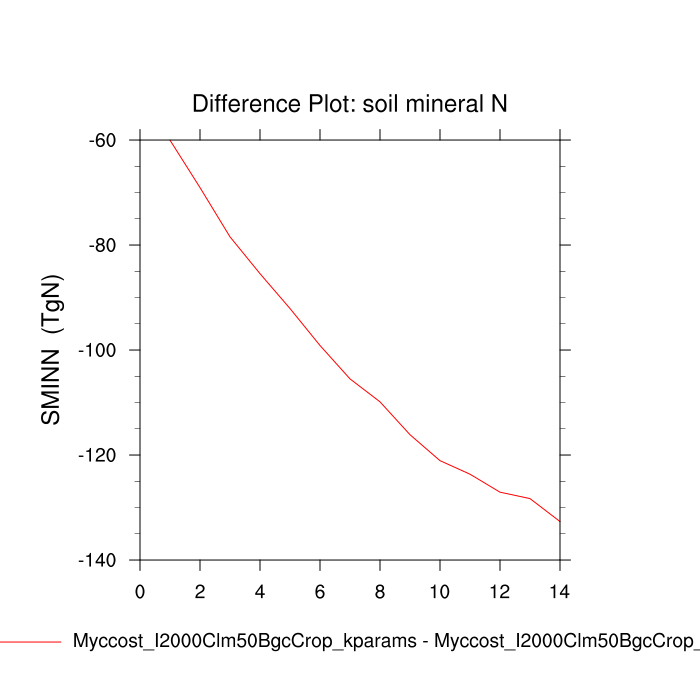 Difference Plot: soil mineral N
SMINN (TgN)
-60
-80
-100
-120
-140
0 2 4 6 8 10 12 14
Myccost_I2000Clm50BgcCrop_kparams - Myccost_I2000Clm50BgcCrop_